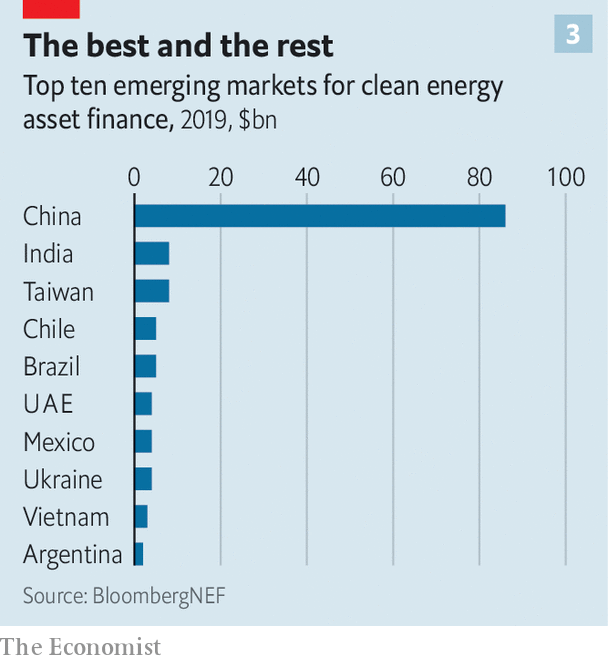 The best and the rest
3
Top ten emerging markets for clean energy
asset finance, 2019, $bn
0 20 40 60 80 100
China
India
Taiwan
Chile
Brazil
UAE
Mexico
Ukraine
Vietnam
Argentina
Source: BloombergNEF
The Economist